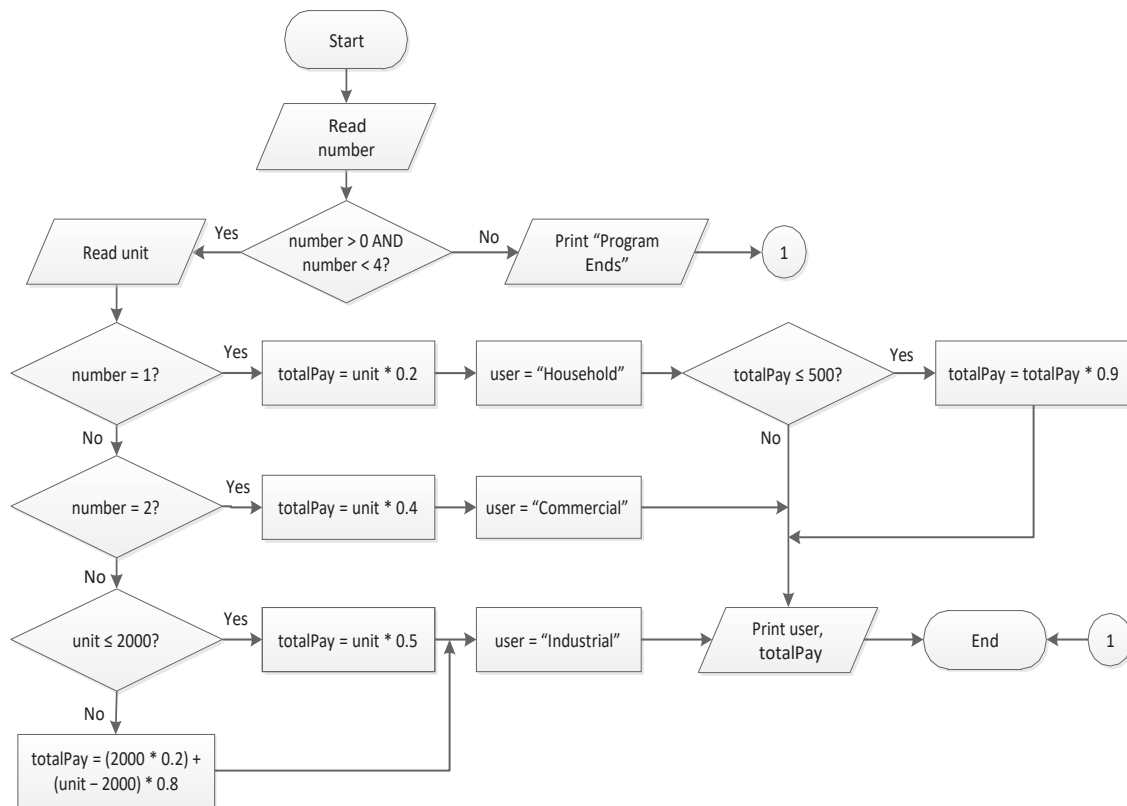 Start
Read
number
Read unit
Yes
number > 0 AND
number < 4?
No
Print “Program
Ends”
1
number = 1?
Yes
totalPay = unit * 0.2
user = “Household”
totalPay ≤ 500?
Yes
totalPay = totalPay * 0.9
No
No
number = 2?
Yes
totalPay = unit * 0.4
user = “Commercial”
No
unit ≤ 2000?
Yes
totalPay = unit * 0.5
user = “Industrial”
Print user,
totalPay
End
1
No
totalPay = (2000 * 0.2) +
(unit – 2000) * 0.8